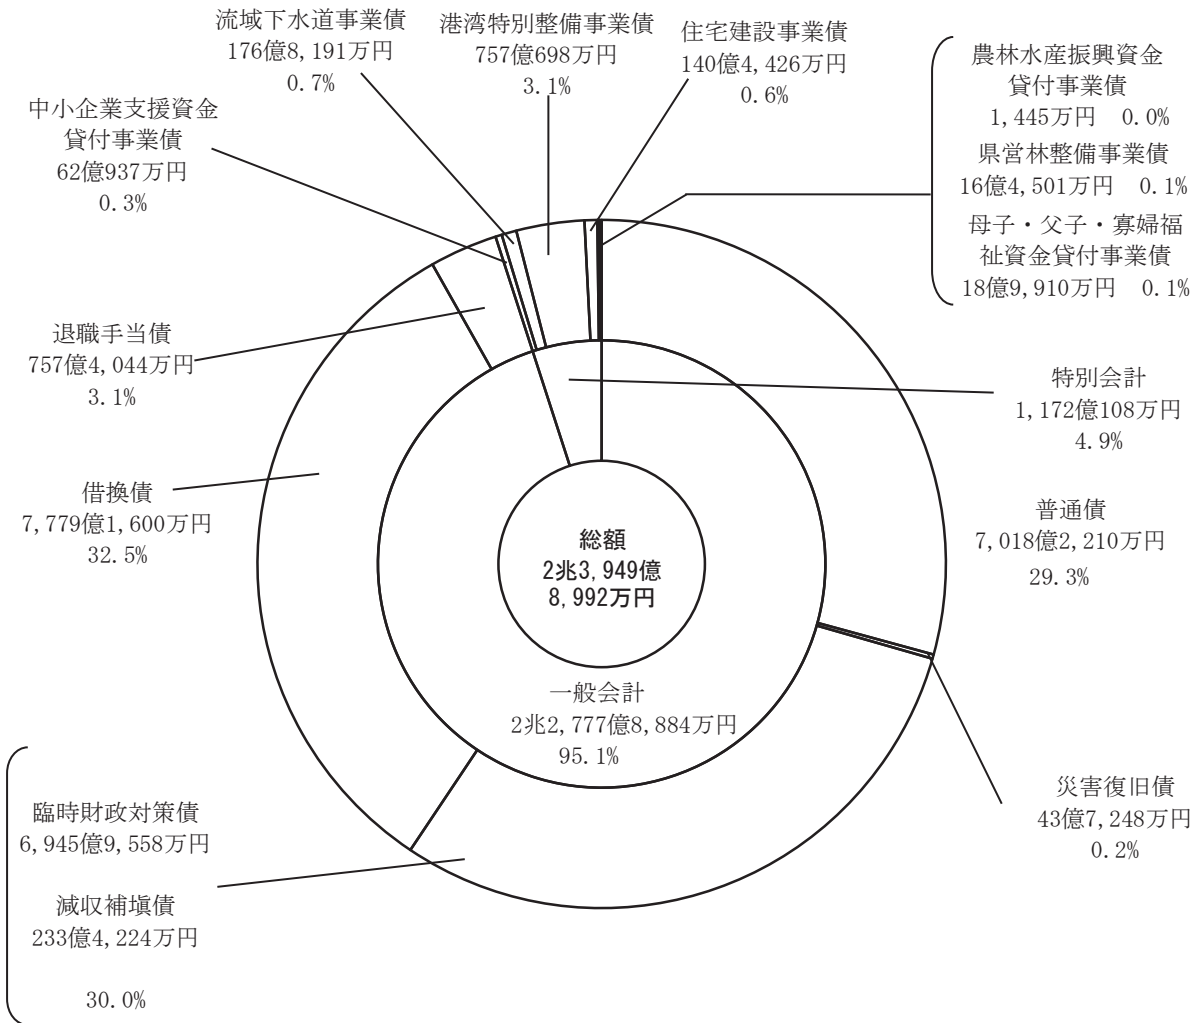 流域下水道事業債
176億8,191万円
0.7%
港湾特別整備事業債
757億698万円
3.1%
住宅建設事業債
140億4,426万円
0.6%
農林水産振興資金
貸付事業債
1,445万円 0.0%
県営林整備事業債
16億4,501万円 0.1%
母子・父子・寡婦福
祉資金貸付事業債
18億9,910万円 0.1%
中小企業支援資金
貸付事業債
62億937万円
0.3%
退職手当債
757億4,044万円
3.1%
特別会計
1,172億108万円
4.9%
借換債
7,779億1,600万円
32.5%
普通債
7,018億2,210万円
29.3%
総額
2兆3,949億
8,992万円
一般会計
2兆2,777億8,884万円
95.1%
災害復旧債
43億7,248万円
0.2%
臨時財政対策債
6,945億9,558万円
減収補塡債
233億4,224万円
30.0%